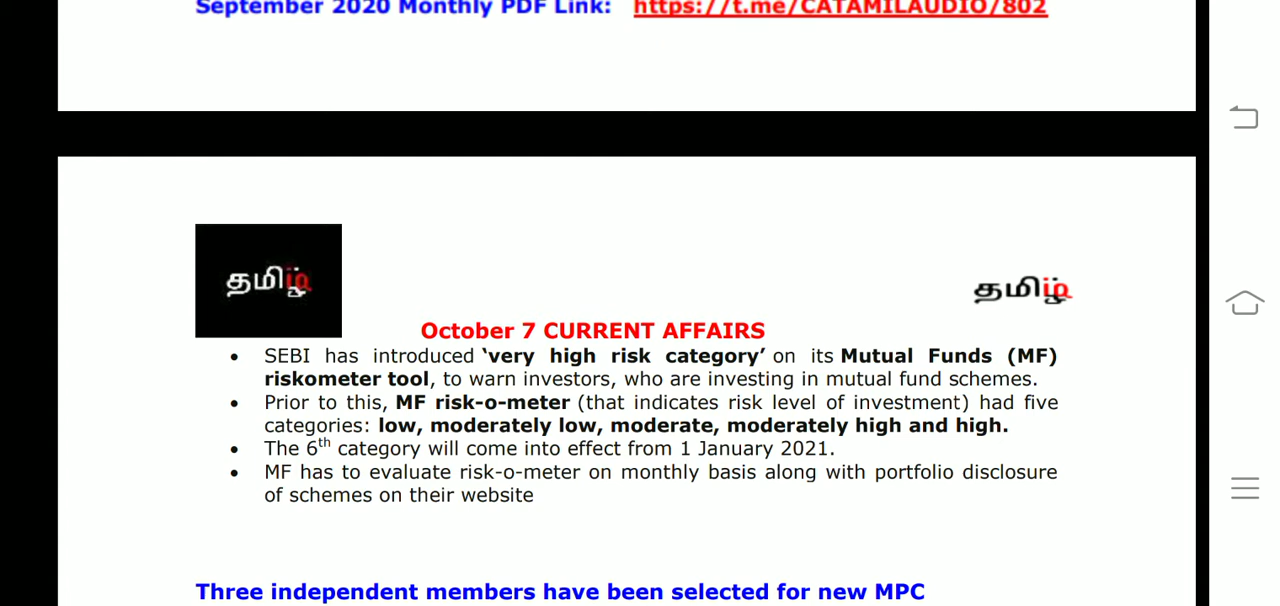 September 2020 Monthly PDF Link: https://t.me/CATAMILAUDIO/802
தமிழ்
தமிழ்
October 7 CURRENT AFFAIRS
• SEBI has introduced ‘very high risk category’ on its Mutual Funds (MF)
riskometer tool, to warn investors, who are investing in mutual fund schemes.
• Prior to this, MF risk-o-meter (that indicates risk level of investment) had five
categories: low, moderately low, moderate, moderately high and high.
• The 6th category will come into effect from 1 January 2021.
• MF has to evaluate risk-o-meter on monthly basis along with portfolio disclosure
of schemes on their website
Three independent members have been selected for new MPC